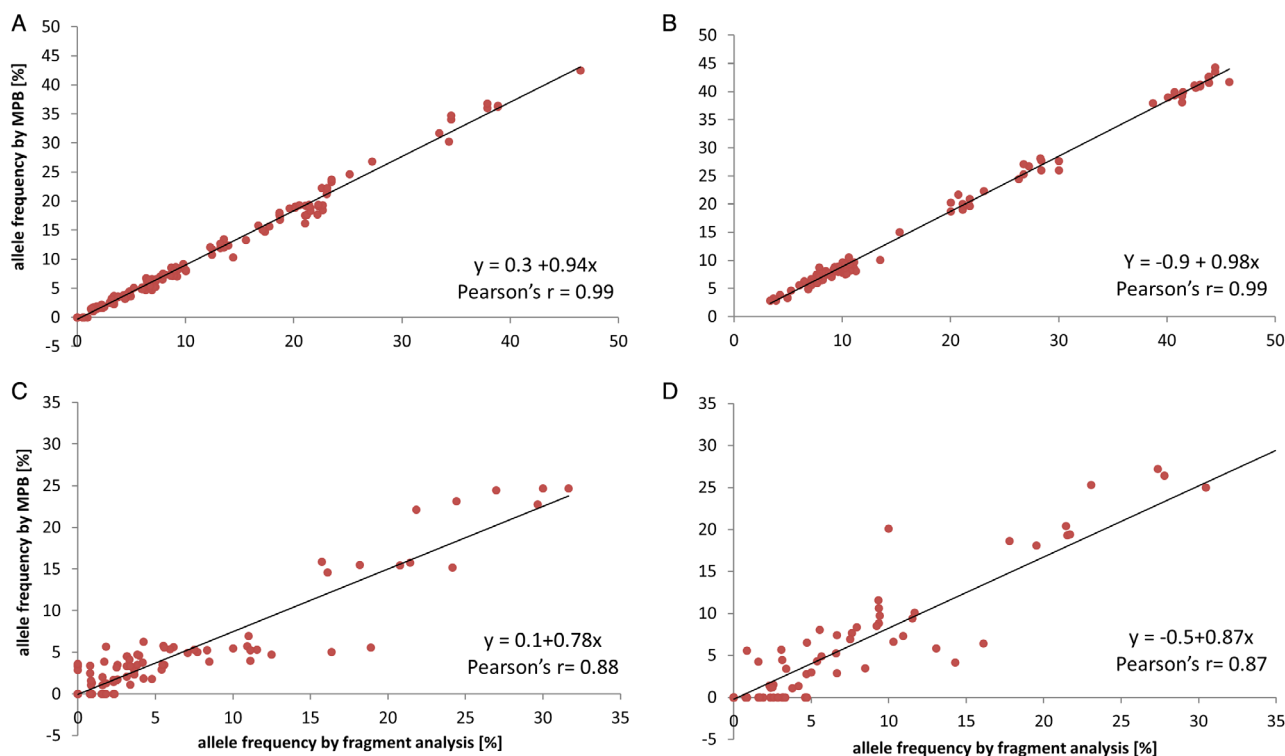 A
50
45
40
35
30
25
20
15
10
5
0
-5
allele frequency by MPB [%]
0 10 20 30 40 50
y = 0.3 +0.94x
Pearson's r = 0.99
B
50
45
40
35
30
25
20
15
10
5
0
-5
0 10 20 30 40 50
Y = -0.9 + 0.98x
Pearson's r= 0.99
C
35
30
25
20
15
10
5
0
-5
allele frequency by MPB [%]
0 5 10 15 20 25 30 35
y = 0.1+0.78x
Pearson's r= 0.88
allele frequency by fragment analysis [%]
D
35
30
25
20
15
10
5
0
-5
0 5 10 15 20 25 30 35
y = -0.5+0.87x
Pearson's r= 0.87
allele frequency by fragment analysis [%]